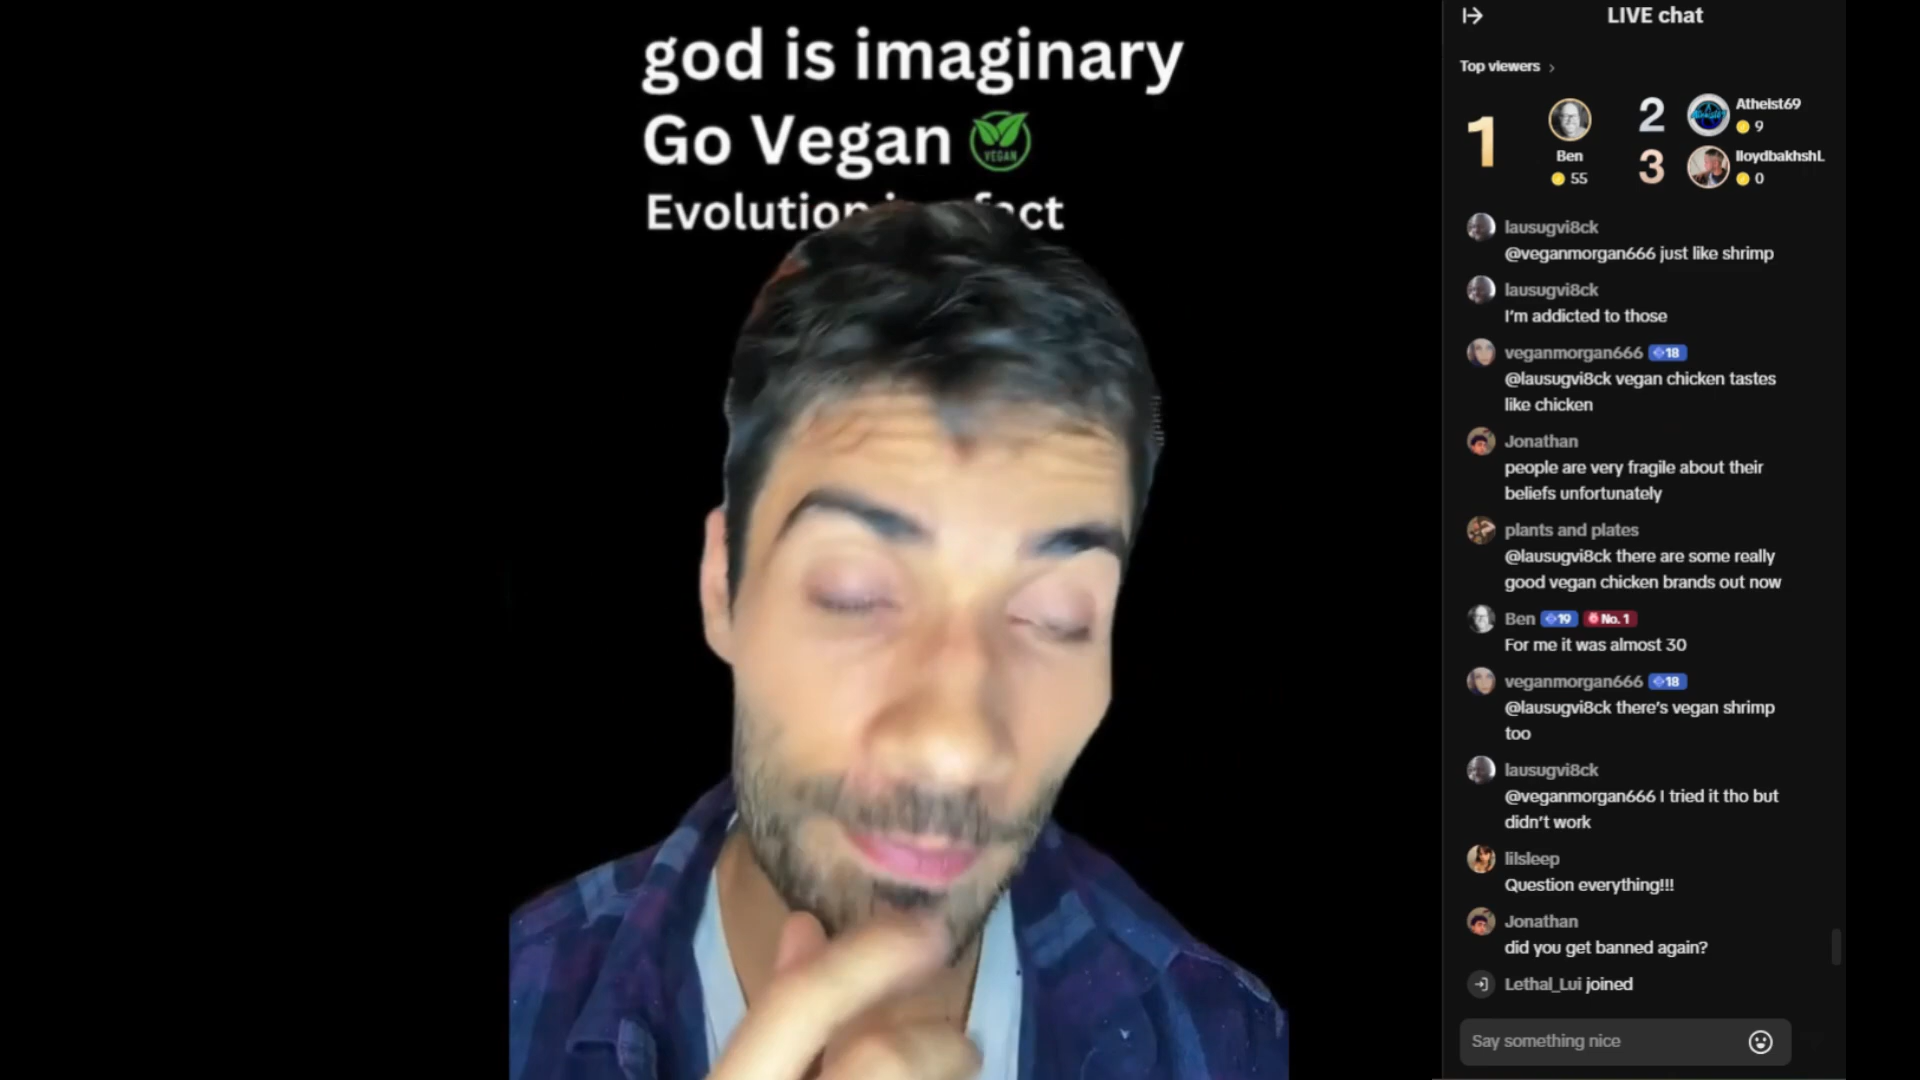 god is imaginary
Go Vegan
VEGAN
Evolution is a fact
LIVE chat
Top viewers
1
Ben
55
2
Atheist69
9
3
lloydbakhshL
0
lausugvi8ck
@veganmorgan666 just like shrimp
lausugvi8ck
I'm addicted to those
veganmorgan666 18
@lausugvi8ck vegan chicken tastes
like chicken
Jonathan
people are very fragile about their
beliefs unfortunately
plants and plates
@lausugvi8ck there are some really
good vegan chicken brands out now
Ben 19 No. 1
For me it was almost 30
veganmorgan666 18
@lausugvi8ck there's vegan shrimp
too
lausugvi8ck
@veganmorgan666 I tried it tho but
didn't work
lilsleep
Question everything!!!
Jonathan
did you get banned again?
Lethal_Lui joined
Say something nice